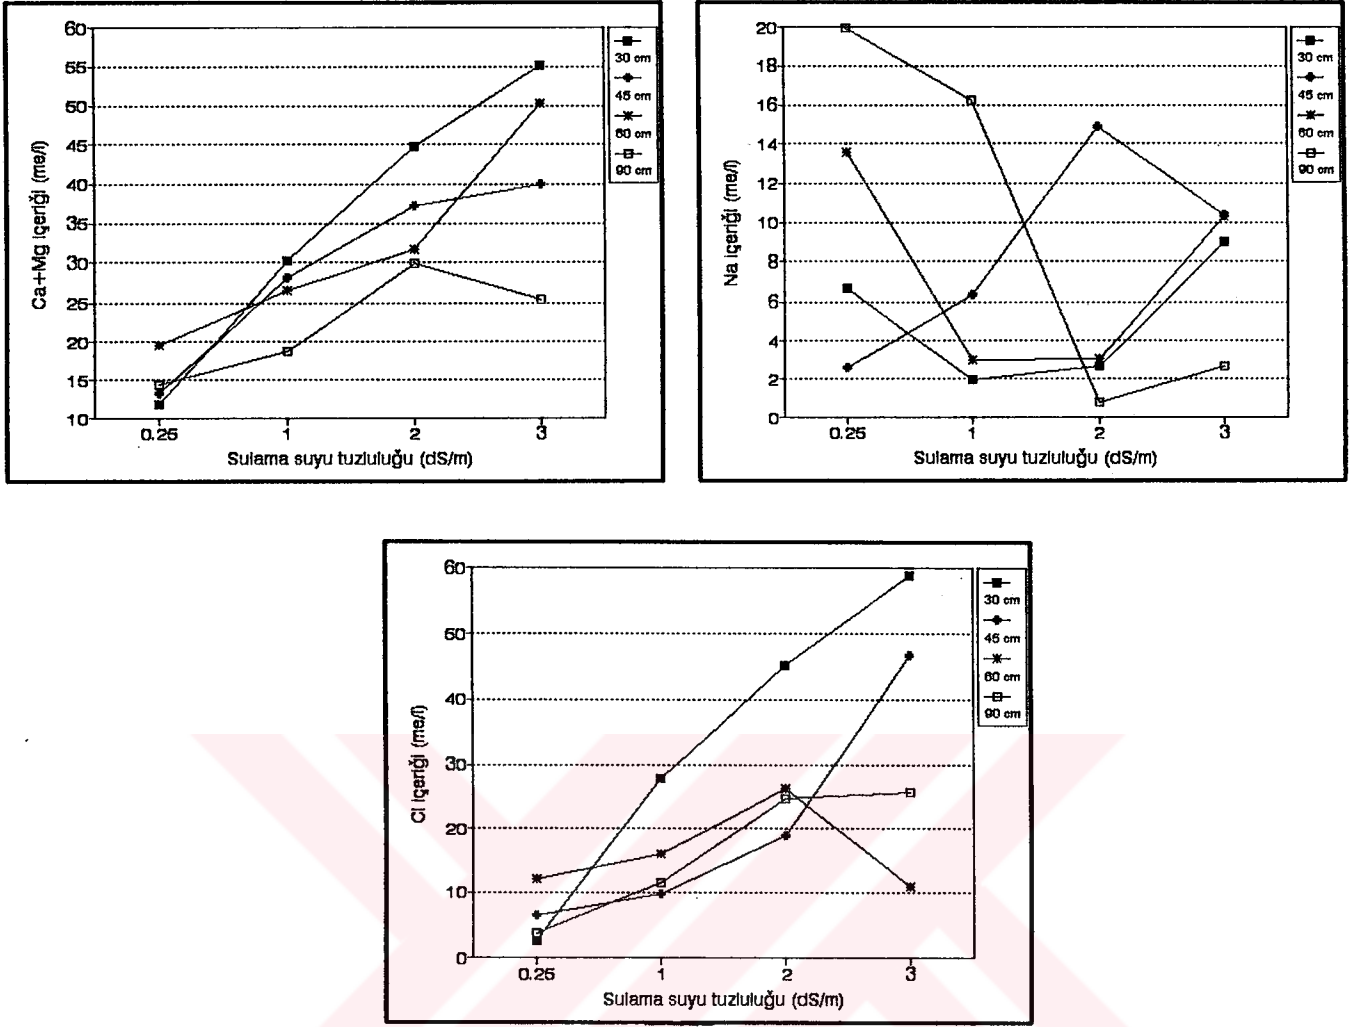 60
55
50
45
40
35
30
25
20
15
10
Ca+Mg içeriği (me/l)
0.25 1 2 3
Sulama suyu tuzluluğu (dS/m)
30 cm
45 cm
60 cm
90 cm
20
18
16
14
12
10
8
6
4
2
0
Na içeriği (me/l)
0.25 1 2 3
Sulama suyu tuzluluğu (dS/m)
30 cm
45 cm
60 cm
90 cm
60
50
40
30
20
10
0
Cl içeriği (me/l)
0.25 1 2 3
Sulama suyu tuzluluğu (dS/m)
30 cm
45 cm
60 cm
90 cm